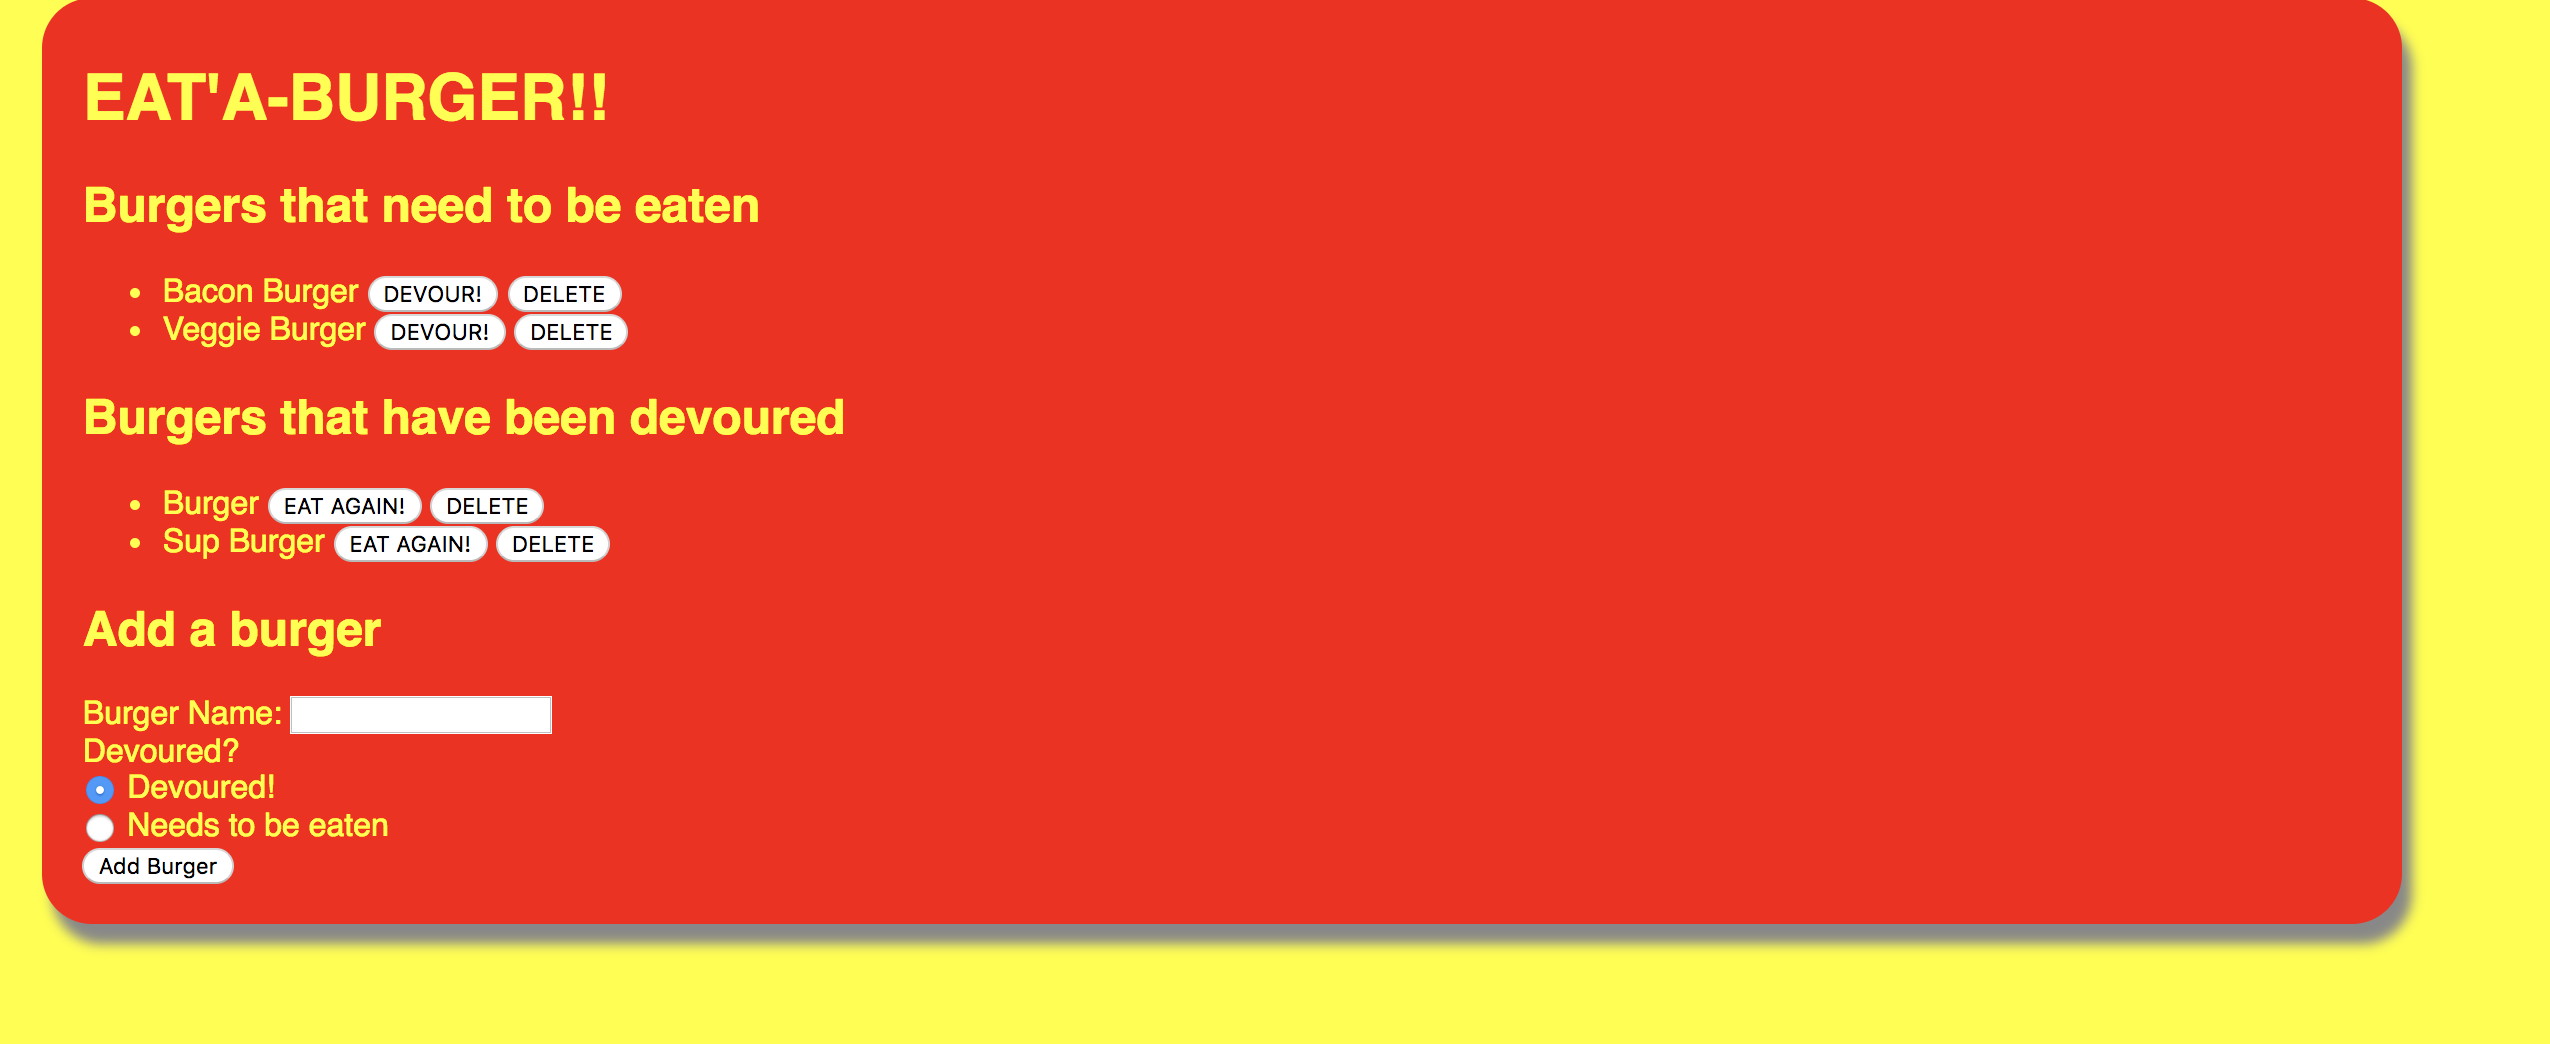 EAT'A-BURGER!!
Burgers that need to be eaten
Bacon Burger DEVOUR! DELETE
Veggie Burger DEVOUR! DELETE
Burgers that have been devoured
Burger EAT AGAIN! DELETE
Sup Burger EAT AGAIN! DELETE
Add a burger
Burger Name:
Devoured?
Devoured!
Needs to be eaten
Add Burger